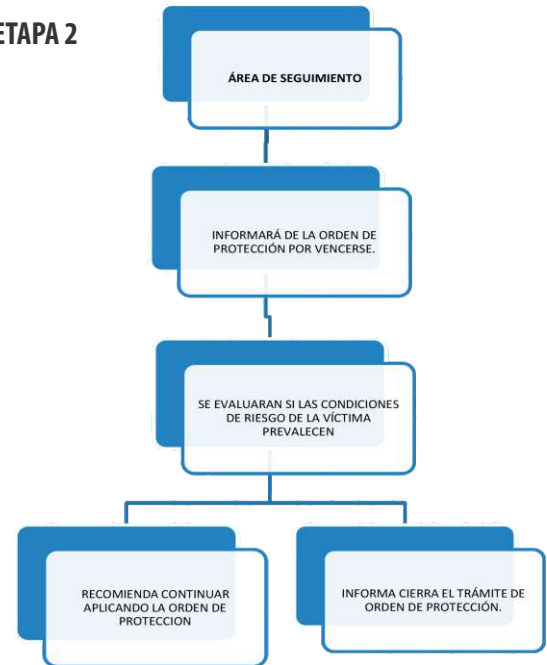 ETAPA 2
ÁREA DE SEGUIMIENTO
INFORMARÁ DE LA ORDEN DE
PROTECCIÓN POR VENCERSE.
SE EVALUARAN SI LAS CONDICIONES
DE RIESGO DE LA VÍCTIMA
PREVALECEN
RECOMIENDA CONTINUAR
APLICANDO LA ORDEN DE
PROTECCION
INFORMA CIERRA EL TRÁMITE DE
ORDEN DE PROTECCIÓN.